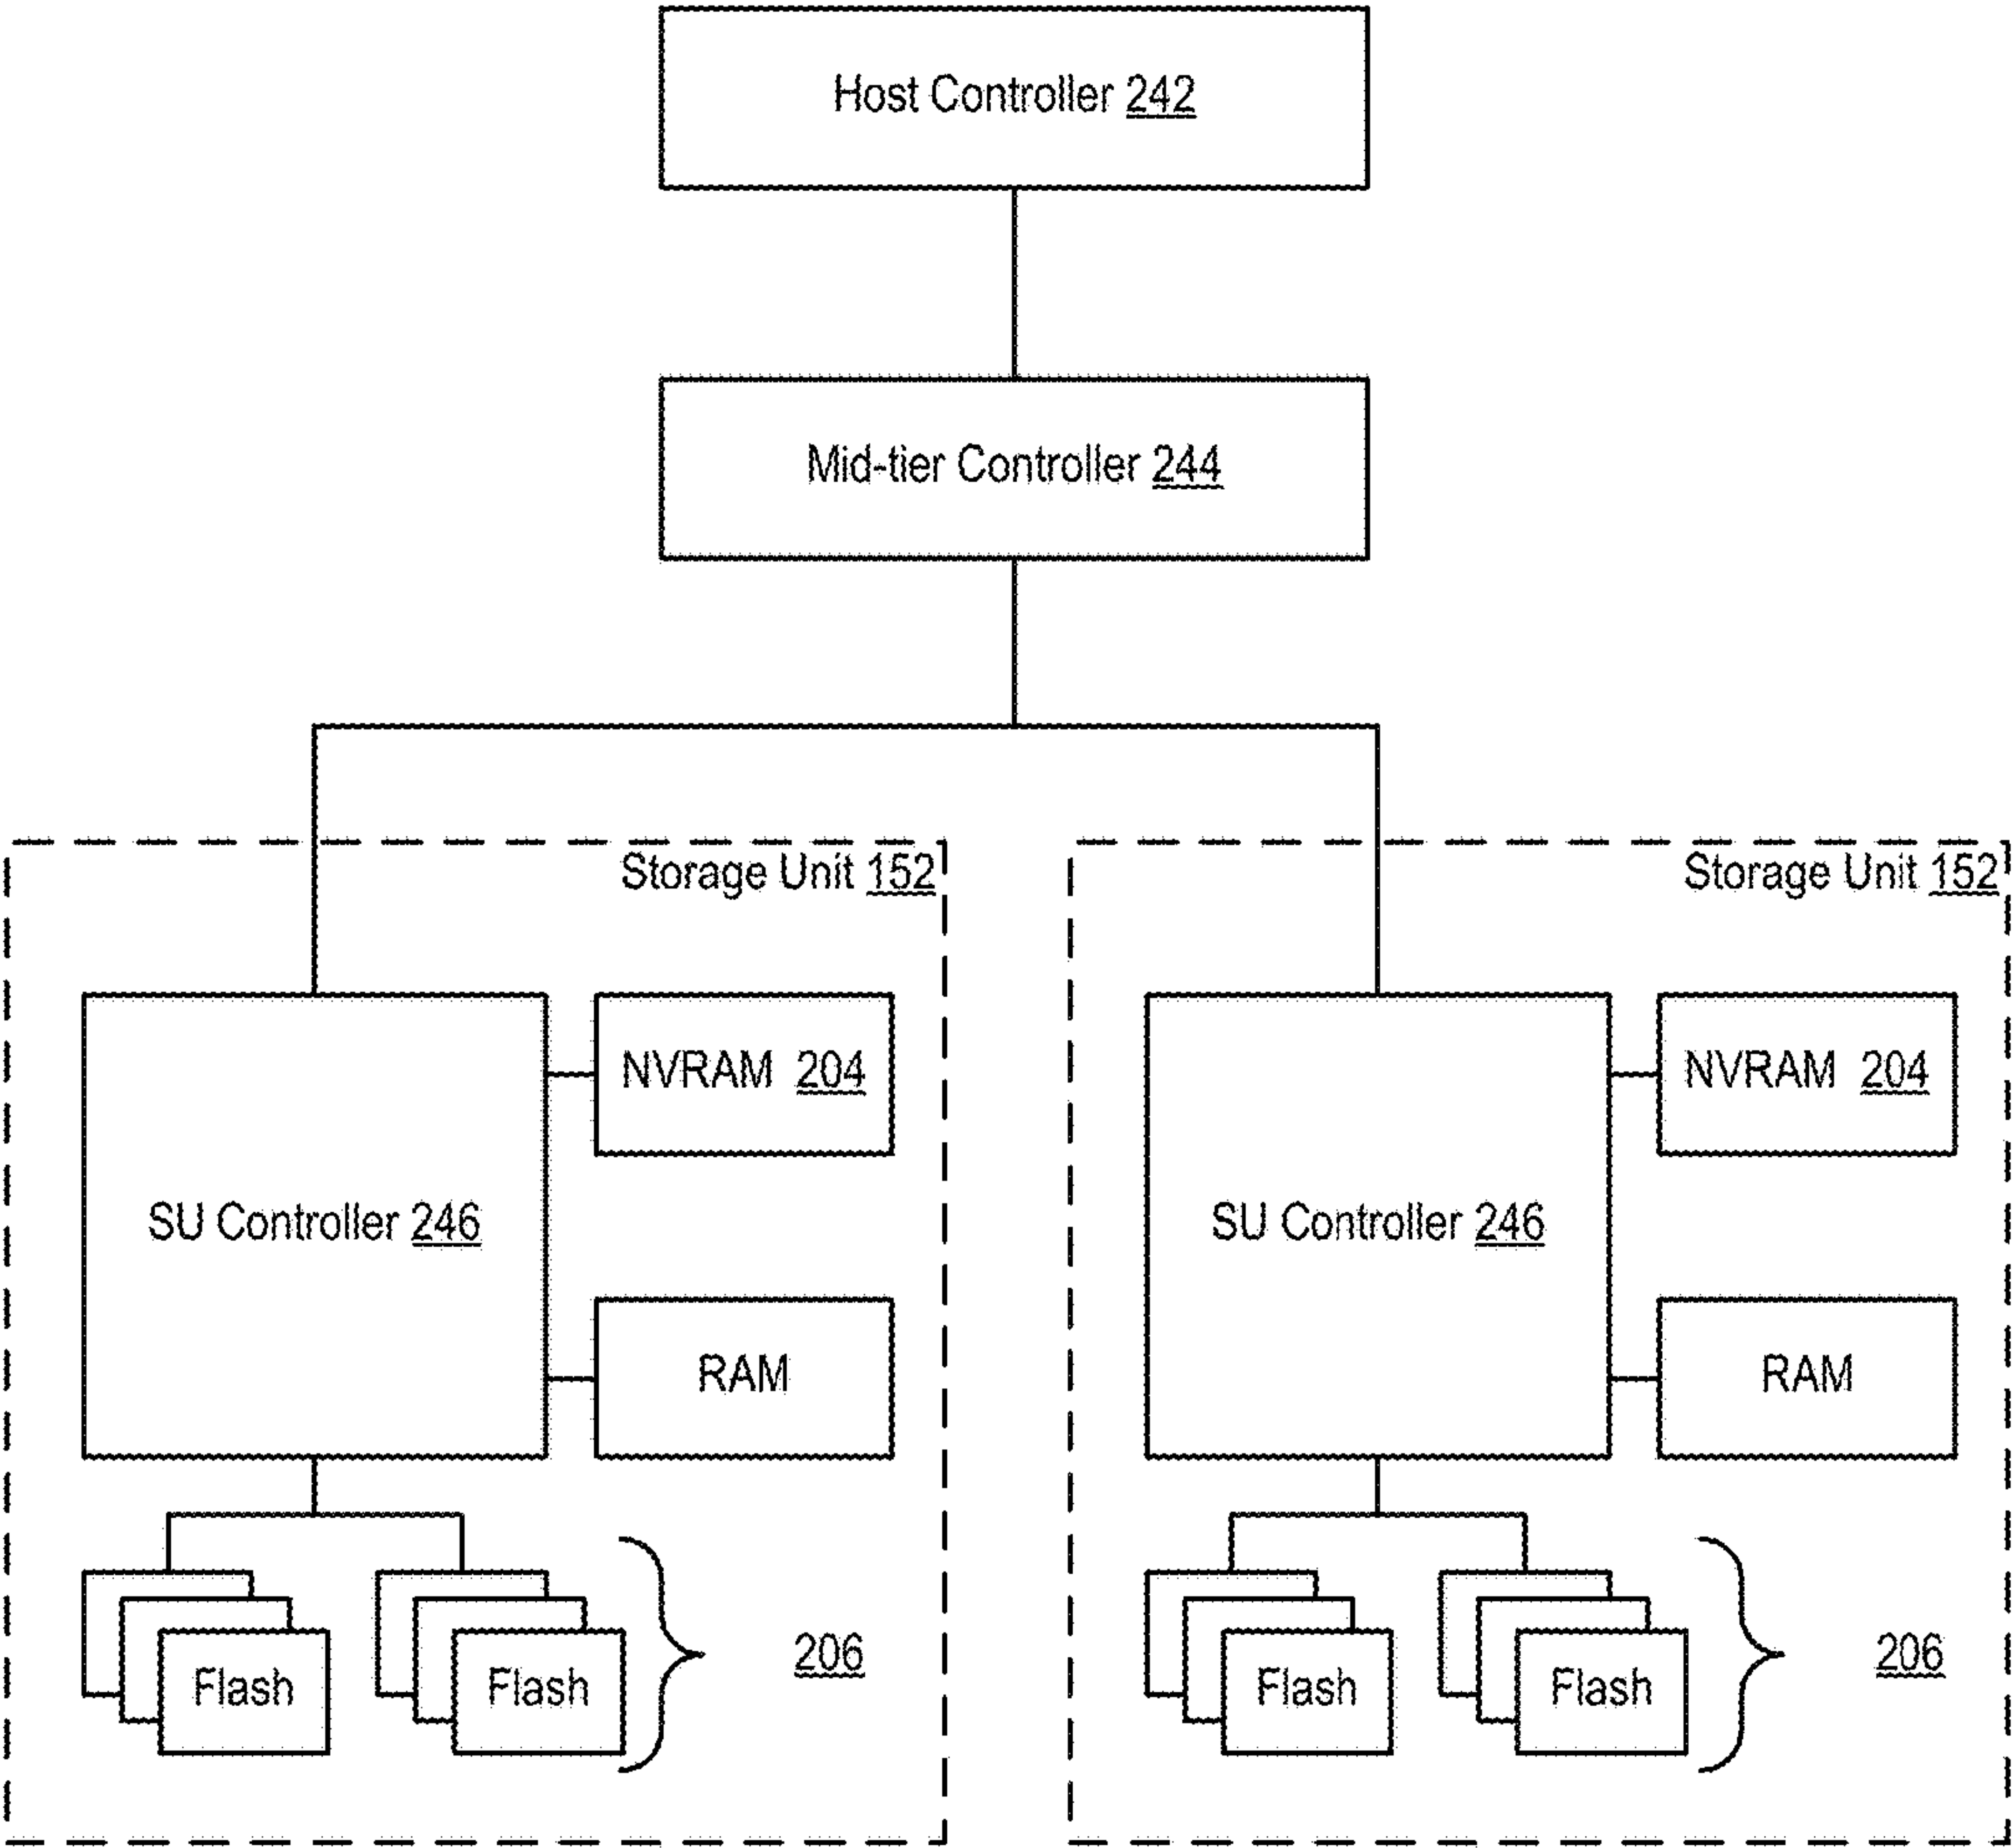 Host Controller 242
Mid-tier Controller 244
Storage Unit 152
SU Controller 246
NVRAM 204
RAM
Flash
Flash
206
Storage Unit 152
SU Controller 246
NVRAM 204
RAM
Flash
Flash
206